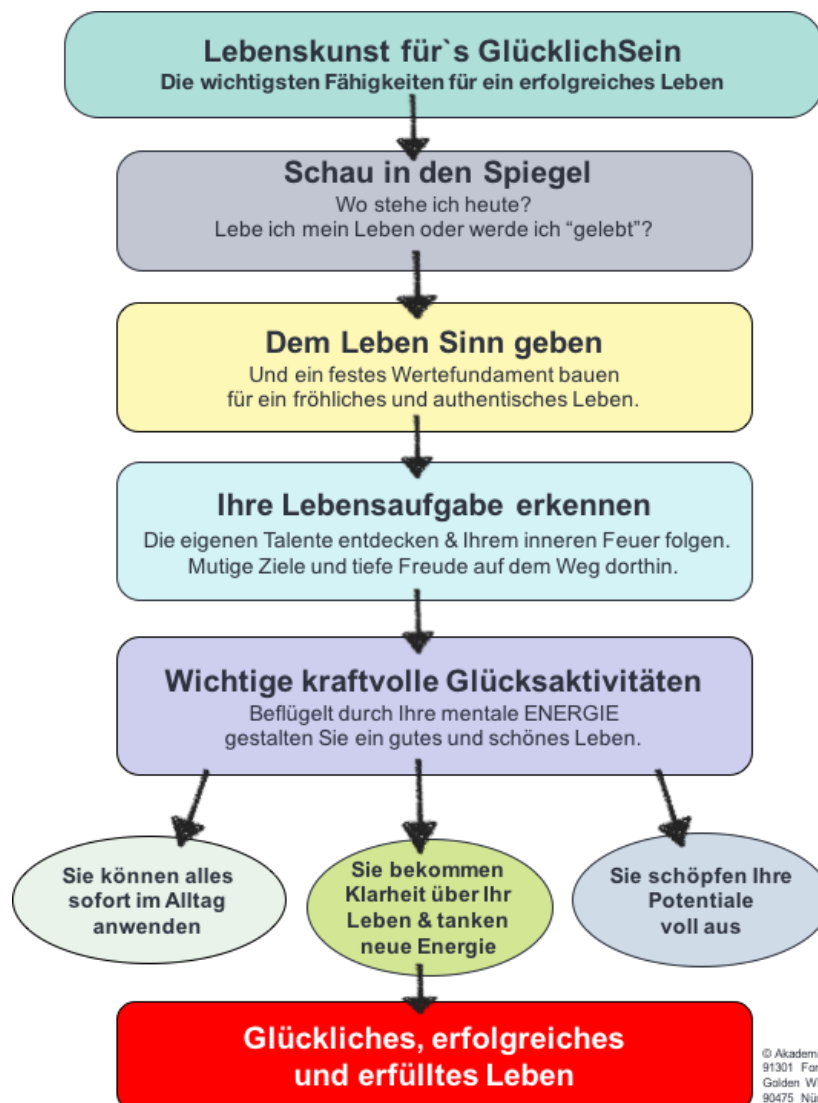 Lebenskunst für`s GlücklichSein
Die wichtigsten Fähigkeiten für ein erfolgreiches Leben
Schau in den Spiegel
Wo stehe ich heute?
Lebe ich mein Leben oder werde ich “gelebt”?
Dem Leben Sinn geben
Und ein festes Wertefundament bauen
für ein fröhliches und authentisches Leben.
Ihre Lebensaufgabe erkennen
Die eigenen Talente entdecken & Ihrem inneren Feuer folgen.
Mutige Ziele und tiefe Freude auf dem Weg dorthin.
Wichtige kraftvolle Glücksaktivitäten
Beflügelt durch Ihre mentale ENERGIE
gestalten Sie ein gutes und schönes Leben.
Sie können alles
sofort im Alltag
anwenden
Sie bekommen
Klarheit über Ihr
Leben & tanken
neue Energie
Sie schöpfen Ihre
Potentiale
voll aus
Glückliches, erfolgreiches
und erfülltes Leben
©
91301
Golden
90475